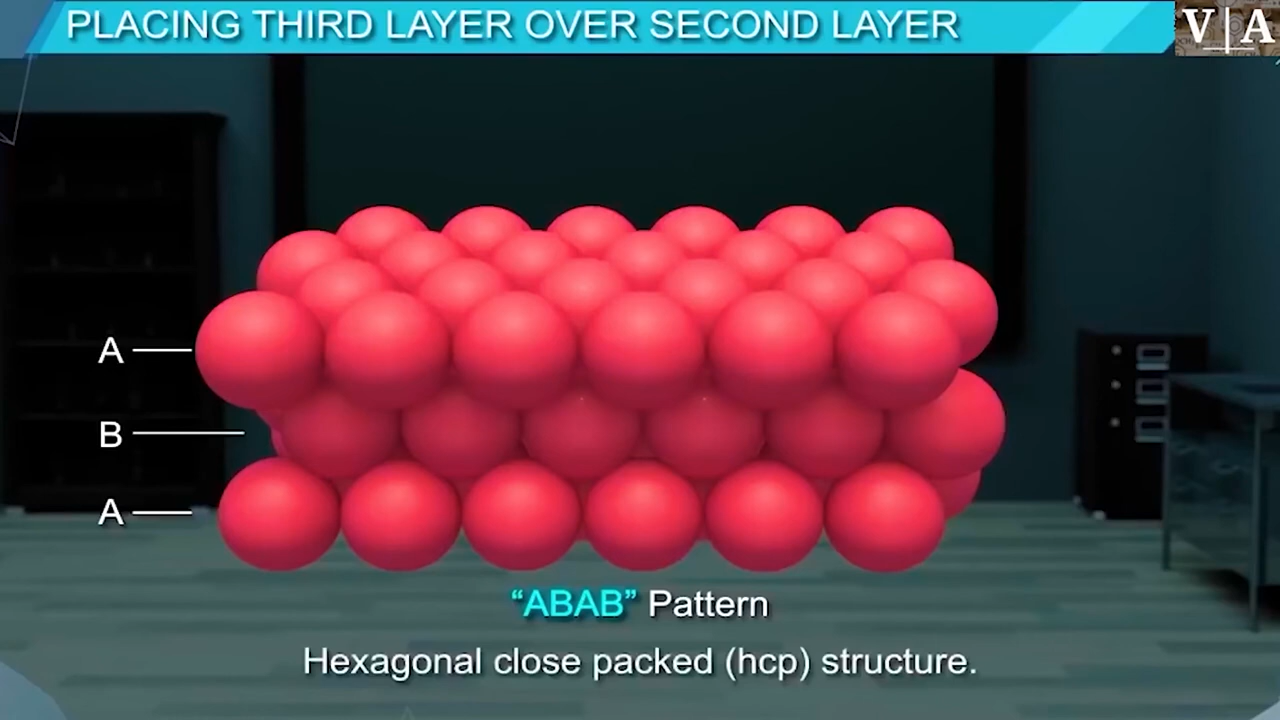 PLACING THIRD LAYER OVER SECOND LAYER
V|A
A
B
A
“ABAB” Pattern
Hexagonal close packed (hcp) structure.